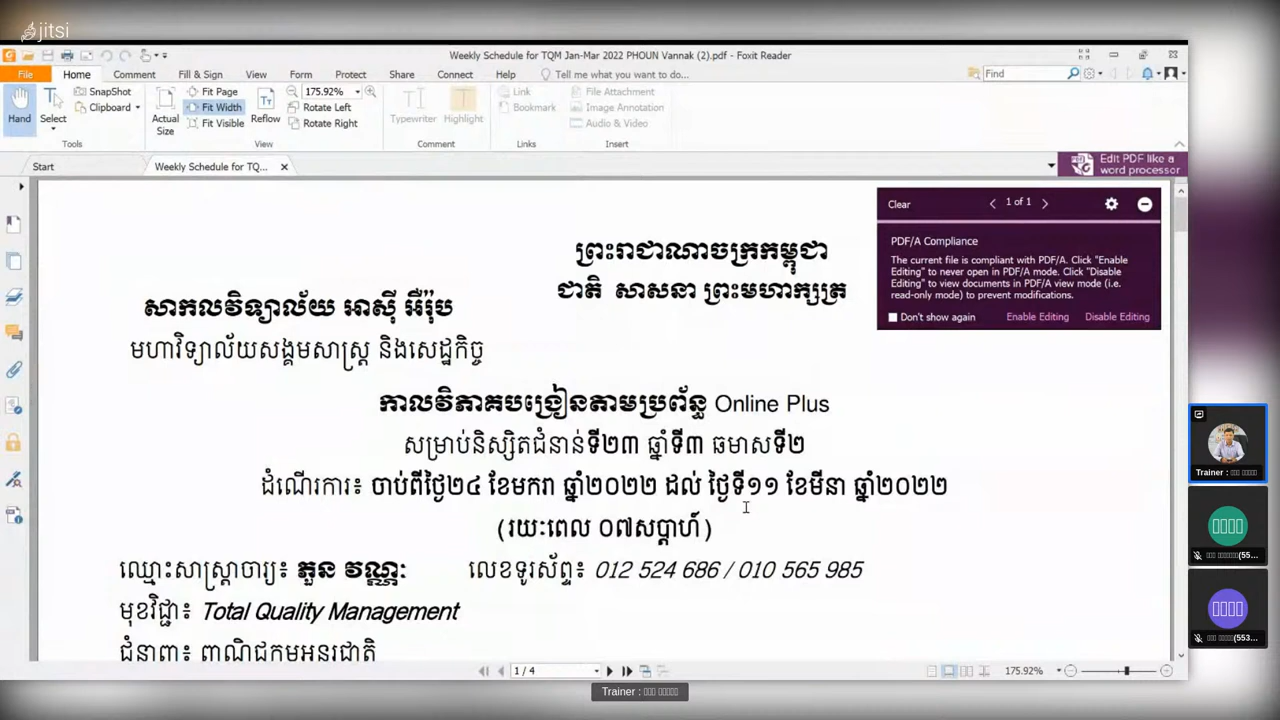 jitsi
Weekly Schedule for TQM Jan-Mar 2022 PHOUN Vannak (2).pdf - Foxit Reader
File Home Comment Fill & Sign View Form Protect Share Connect Help Tell me what you want to do... Find
Hand
Select
SnapShot
Clipboard
Tools
Actual Size
Fit Page
Fit Width
Fit Visible
Reflow
175.92%
Rotate Left
Rotate Right
View
Typewriter
Highlight
Comment
Link
Bookmark
Links
File Attachment
Image Annotation
Audio & Video
Insert
Start
Weekly Schedule for TQ...
Edit PDF like a word processor
Clear
1 of 1
PDF/A Compliance
The current file is compliant with PDF/A. Click "Enable
Editing" to never open in PDF/A mode. Click "Disable
Editing" to view documents in PDF/A view mode (i.e.
read-only mode) to prevent modifications.
Don't show again Enable Editing Disable Editing
ព្រះរាជាណាចក្រកម្ពុជា
ជាតិ សាសនា ព្រះមហាក្សត្រ
សាកលវិទ្យាល័យ អាស៊ី អឺរ៉ុប
មហាវិទ្យាល័យសង្គមសាស្ត្រ និងសេដ្ឋកិច្ច
កាលវិភាគបង្រៀនតាមប្រព័ន្ធ Online Plus
សម្រាប់និស្សិតជំនាន់ទី២៣ ឆ្នាំទី៣ ឆមាសទី២
ដំណើរការ៖ ចាប់ពីថ្ងៃ២៤ ខែមករា ឆ្នាំ២០២២ ដល់ ថ្ងៃទី១១ ខែមីនា ឆ្នាំ២០២២
(រយៈពេល ០៧សប្តាហ៍)
ឈ្មោះសាស្ត្រាចារ្យ៖ ភួន វណ្ណៈ លេខទូរស័ព្ទ៖ 012 524 686 / 010 565 985
មុខវិជ្ជា៖ Total Quality Management
ជំនាញ៖ ពាណិជ្ជកម្មអន្តរជាតិ
1 / 4
175.92%
Trainer :
(55
(553
Trainer :